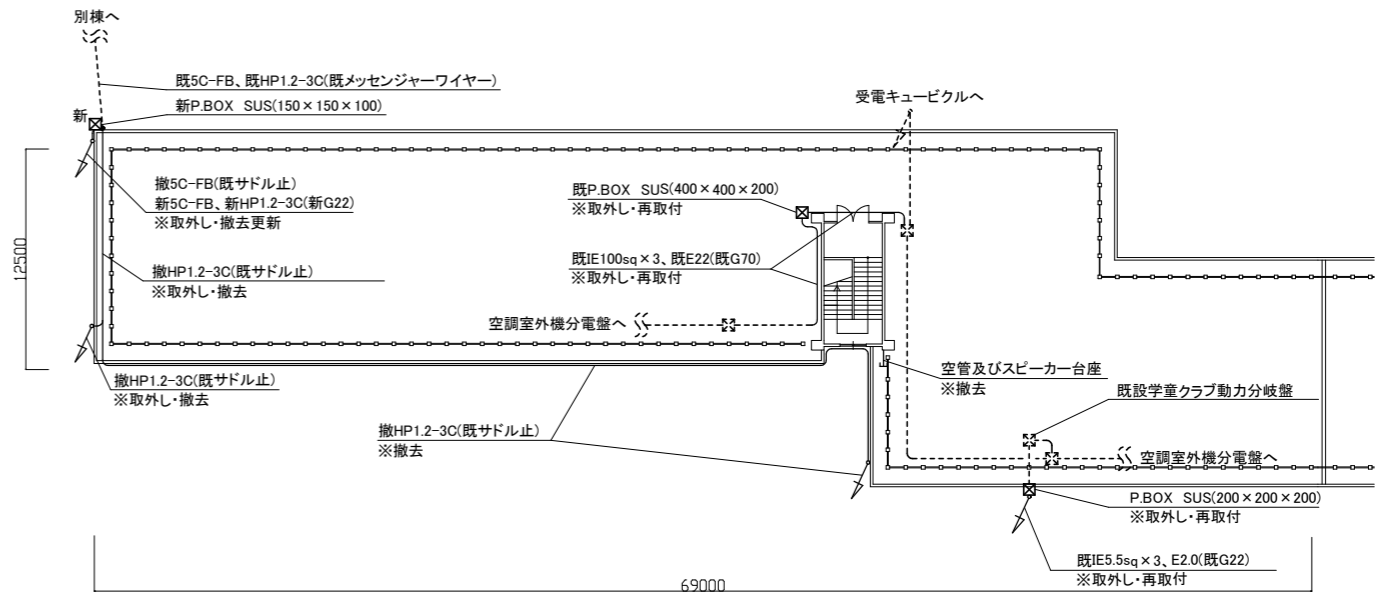 別棟へ
既5C-FB、既HP1.2-3C(既メッセンジャーワイヤー)
新P.BOX SUS(150×150×100)
新
受電キュービクルへ
撤5C-FB(既サドル止)
新5C-FB、新HP1.2-3C(新G22)
※取外し・撤去更新
既P.BOX SUS(400×400×200)
※取外し・再取付
12500
撤HP1.2-3C(既サドル止)
※取外し・撤去
既IE100sq×3、既E22(既G70)
※取外し・再取付
空調室外機分電盤へ
撤HP1.2-3C(既サドル止)
※取外し・撤去
空管及びスピーカー台座
※撤去
既設学童クラブ動力分岐盤
撤HP1.2-3C(既サドル止)
※撤去
空調室外機分電盤へ
P.BOX SUS(200×200×200)
※取外し・再取付
既IE5.5sq×3、E2.0(既G22)
※取外し・再取付
69000